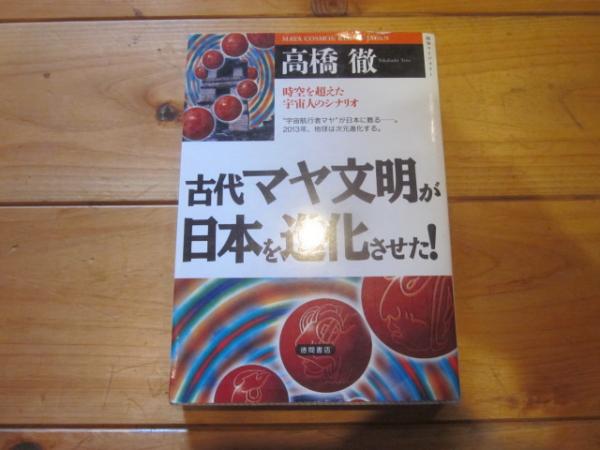 MAYA COSMOS
高橋 徹
Takahashi Toru
時空を超えた
宇宙人のシナリオ
“宇宙航行者マヤ”が日本に甦る──。
2013年、地球は次元進化する。
古代マヤ文明が
日本を進化させた!
徳間書店